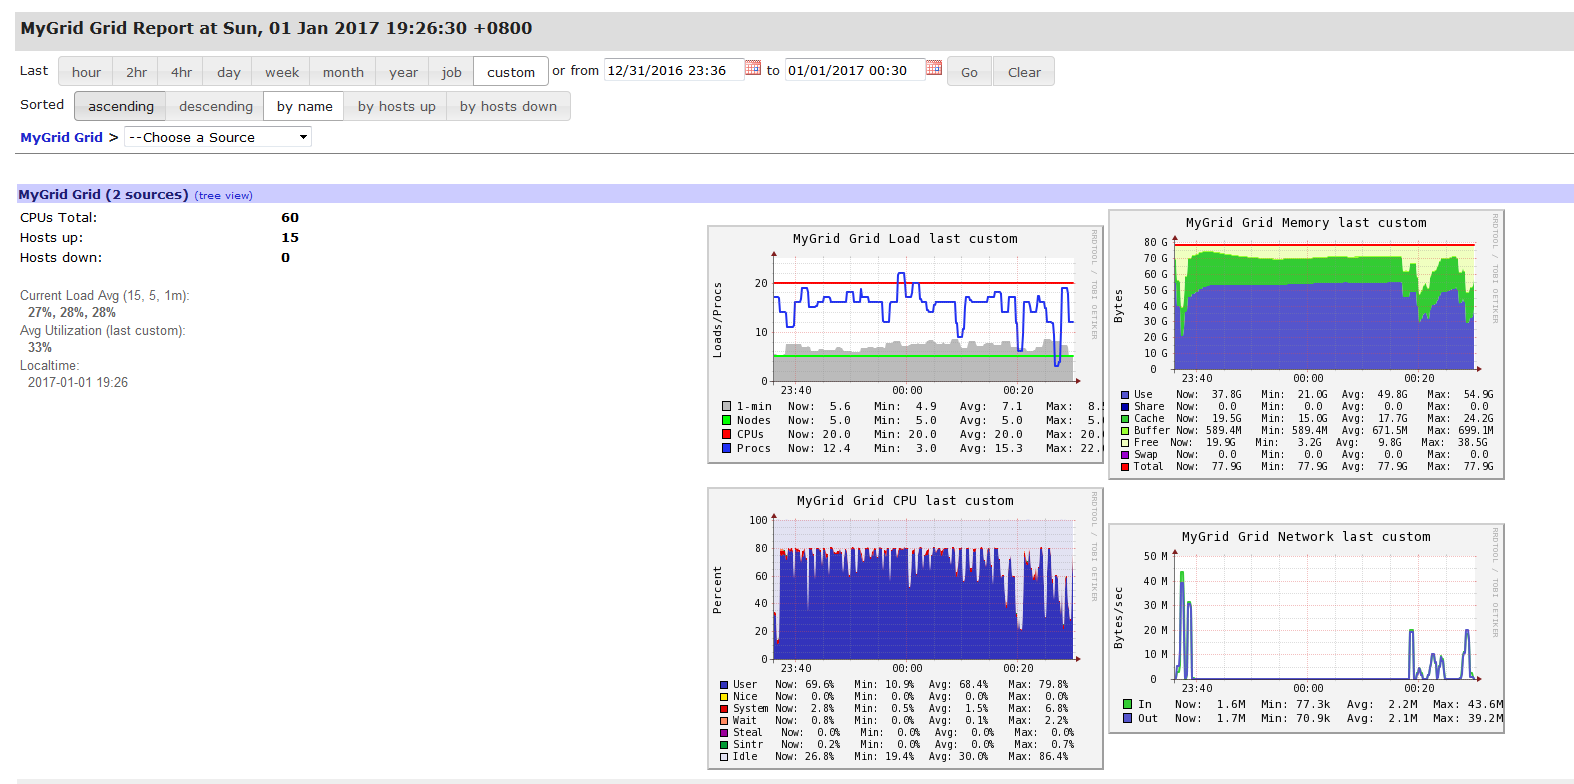 MyGrid Grid Report at Sun, 01 Jan 2017 19:26:30 +0800
Last hour 2hr 4hr day week month year job custom or from 12/31/2016 23:36 to 01/01/2017 00:30 Go Clear
Sorted ascending descending by name by hosts up by hosts down
MyGrid Grid > --Choose a Source
MyGrid Grid (2 sources) (tree view)
CPUs Total: 60
Hosts up: 15
Hosts down: 0
Current Load Avg (15, 5, 1m):
27%, 28%, 28%
Avg Utilization (last custom):
33%
Localtime:
2017-01-01 19:26
MyGrid Grid Load last custom
RRDTOOL / TOBI OETIKER
Loads/Procs
20
10
0
23:40 00:00 00:20
1-min Now: 5.6 Min: 4.9 Avg: 7.1 Max: 8.5
Nodes Now: 5.0 Min: 5.0 Avg: 5.0 Max: 5.0
CPUs Now: 20.0 Min: 20.0 Avg: 20.0 Max: 20.0
Procs Now: 12.4 Min: 3.0 Avg: 15.3 Max: 22.
MyGrid Grid Memory last custom
RRDTOOL / TOBI OETIKER
Bytes
80 G
70 G
60 G
50 G
40 G
30 G
20 G
10 G
0
23:40 00:00 00:20
Use Now: 37.8G Min: 21.0G Avg: 49.8G Max: 54.9G
Share Now: 0.0 Min: 0.0 Avg: 0.0 Max: 0.0
Cache Now: 19.5G Min: 15.0G Avg: 17.7G Max: 24.2G
Buffer Now: 589.4M Min: 589.4M Avg: 671.5M Max: 699.1M
Free Now: 19.9G Min: 3.2G Avg: 9.8G Max: 38.5G
Swap Now: 0.0 Min: 0.0 Avg: 0.0 Max: 0.0
Total Now: 77.9G Min: 77.9G Avg: 77.9G Max: 77.9G
MyGrid Grid CPU last custom
RRDTOOL / TOBI OETIKER
Percent
100
80
60
40
20
0
23:40 00:00 00:20
User Now: 69.6% Min: 10.9% Avg: 68.4% Max: 79.8%
Nice Now: 0.0% Min: 0.0% Avg: 0.0% Max: 0.0%
System Now: 2.8% Min: 0.5% Avg: 1.5% Max: 6.8%
Wait Now: 0.8% Min: 0.0% Avg: 0.1% Max: 2.2%
Steal Now: 0.0% Min: 0.0% Avg: 0.0% Max: 0.0%
Sintr Now: 0.2% Min: 0.0% Avg: 0.0% Max: 0.7%
Idle Now: 26.8% Min: 19.4% Avg: 30.0% Max: 86.4%
MyGrid Grid Network last custom
RRDTOOL / TOBI OETIKER
Bytes/sec
50 M
40 M
30 M
20 M
10 M
0
23:40 00:00 00:20
In Now: 1.6M Min: 77.3k Avg: 2.2M Max: 43.6M
Out Now: 1.7M Min: 70.9k Avg: 2.1M Max: 39.2M